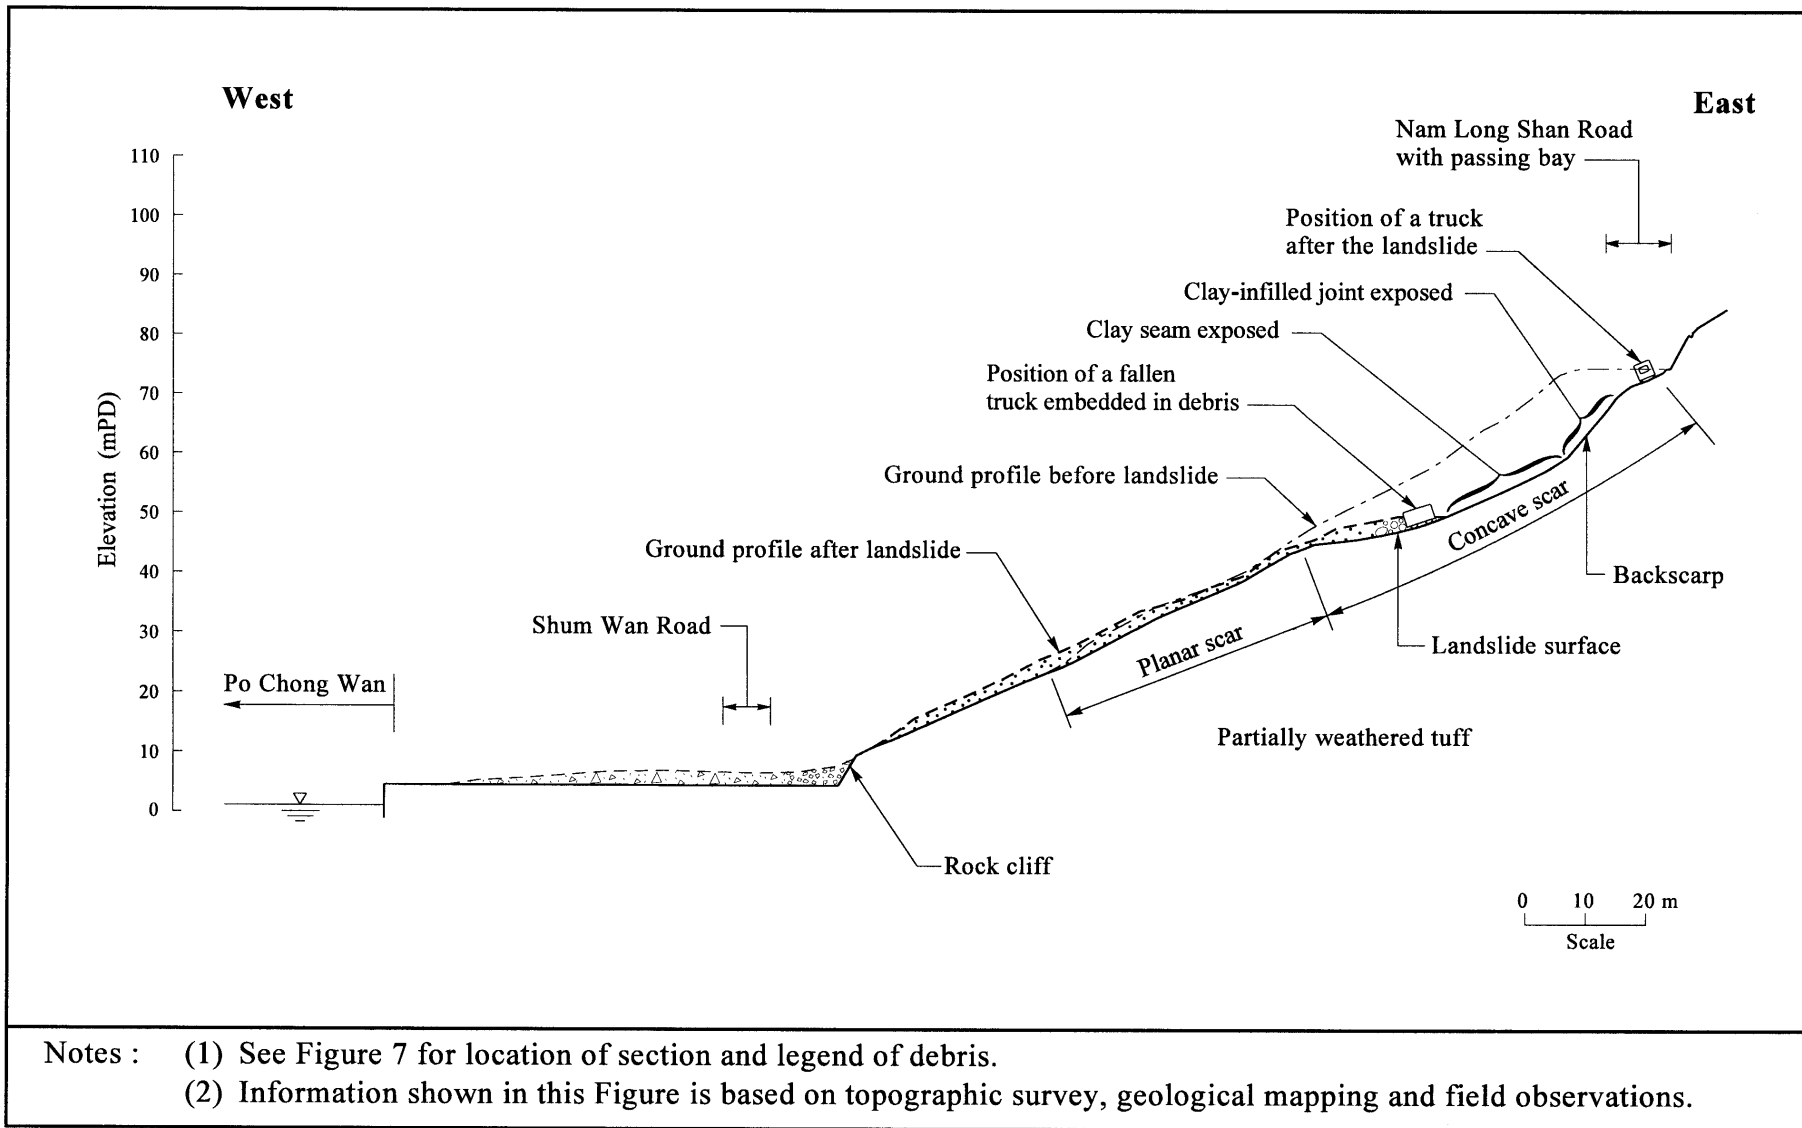 West
East
Nam Long Shan Road
with passing bay
110
100
90
80
70
60
50
40
30
20
10
0
Elevation (mPD)
Position of a truck
after the landslide
Clay-infilled joint exposed
Clay seam exposed
Position of a fallen
truck embedded in debris
Ground profile before landslide
Ground profile after landslide
Concave scar
Backscarp
Shum Wan Road
Planar scar
Landslide surface
Po Chong Wan
Partially weathered tuff
Rock cliff
0 10 20 m
Scale
Notes : (1) See Figure 7 for location of section and legend of debris.
(2) Information shown in this Figure is based on topographic survey, geological mapping and field observations.